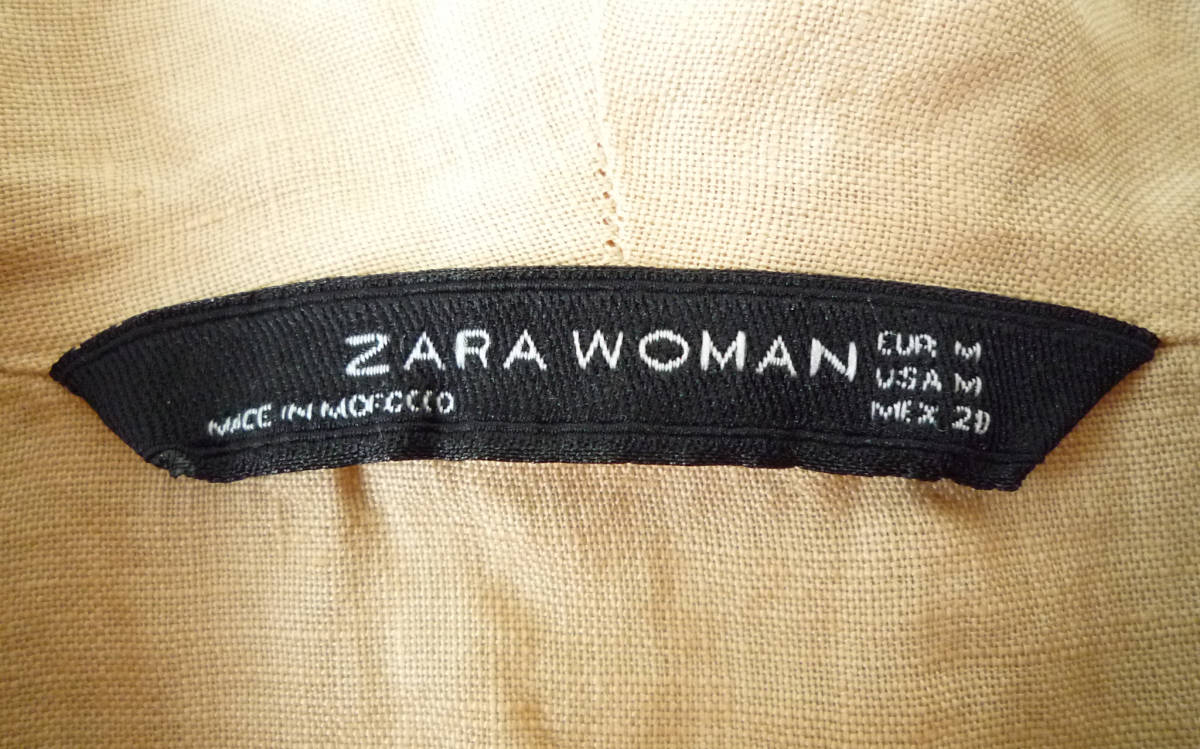 ZARA WOMAN
EUR M
USA M
MEX 28
MADE IN MOROCCO